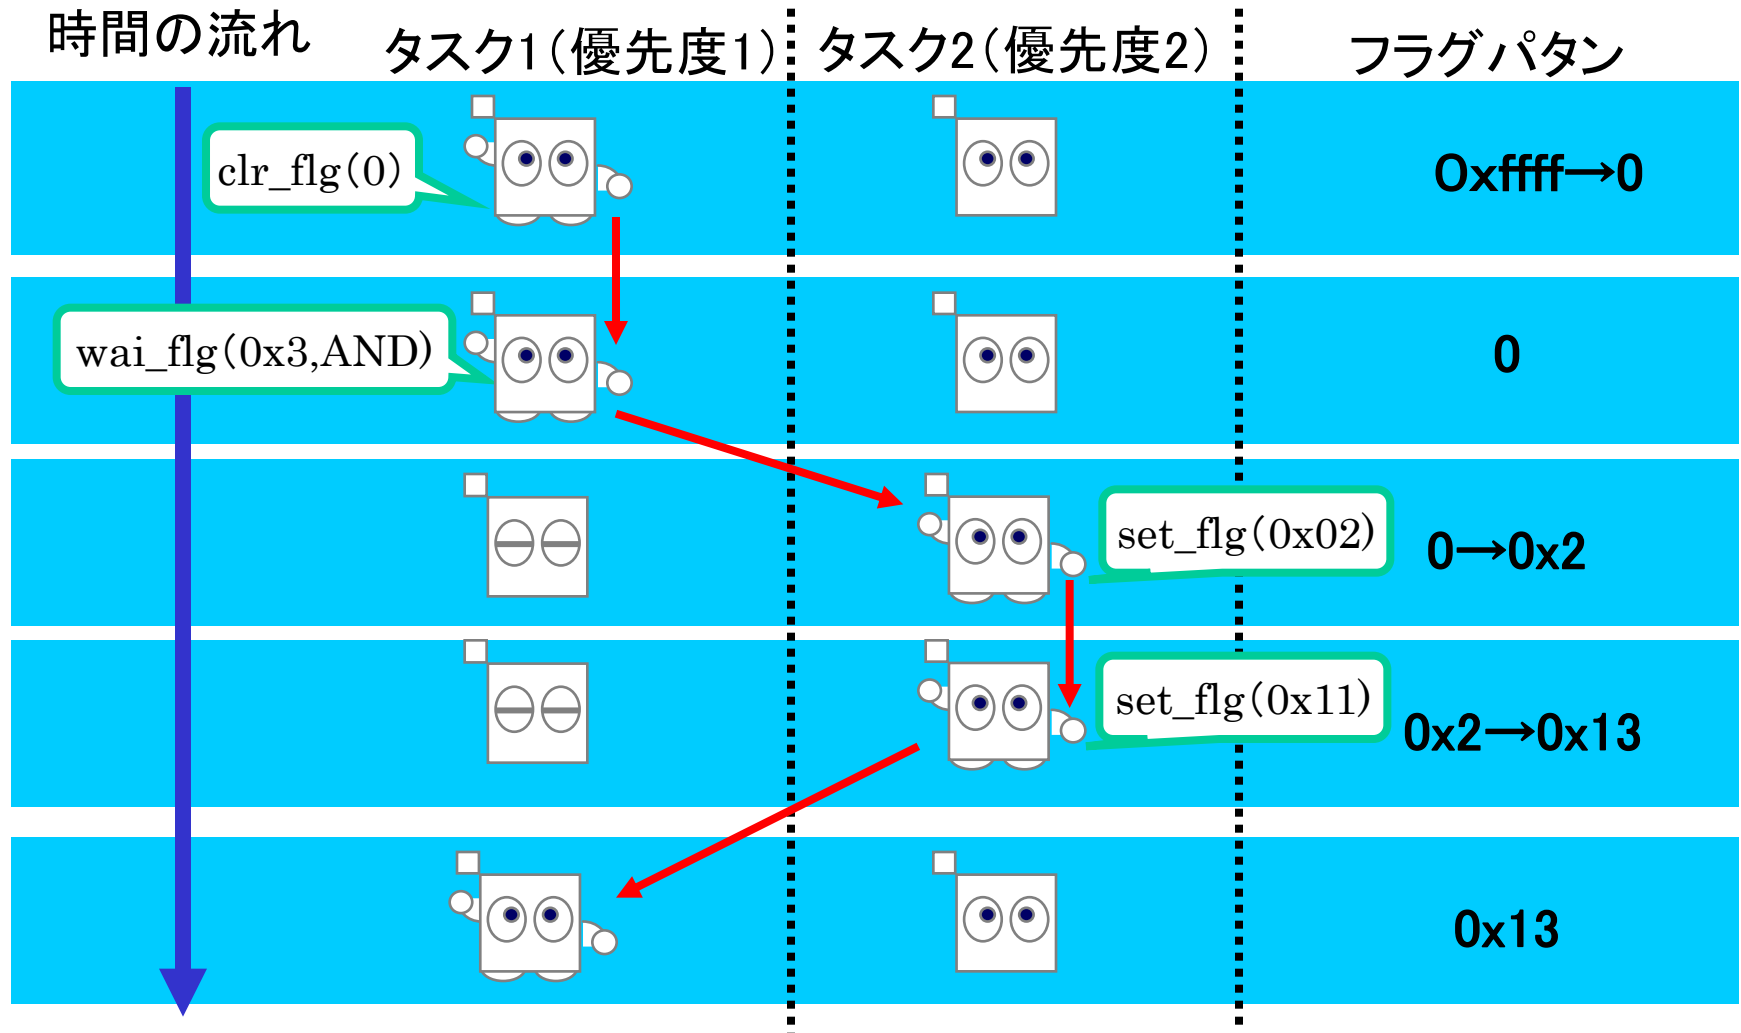 時間の流れ
タスク1(優先度1)
タスク2(優先度2)
フラグパタン
clr_flg(0)
0xffff→0
wai_flg(0x3,AND)
0
set_flg(0x02)
0→0x2
set_flg(0x11)
0x2→0x13
0x13